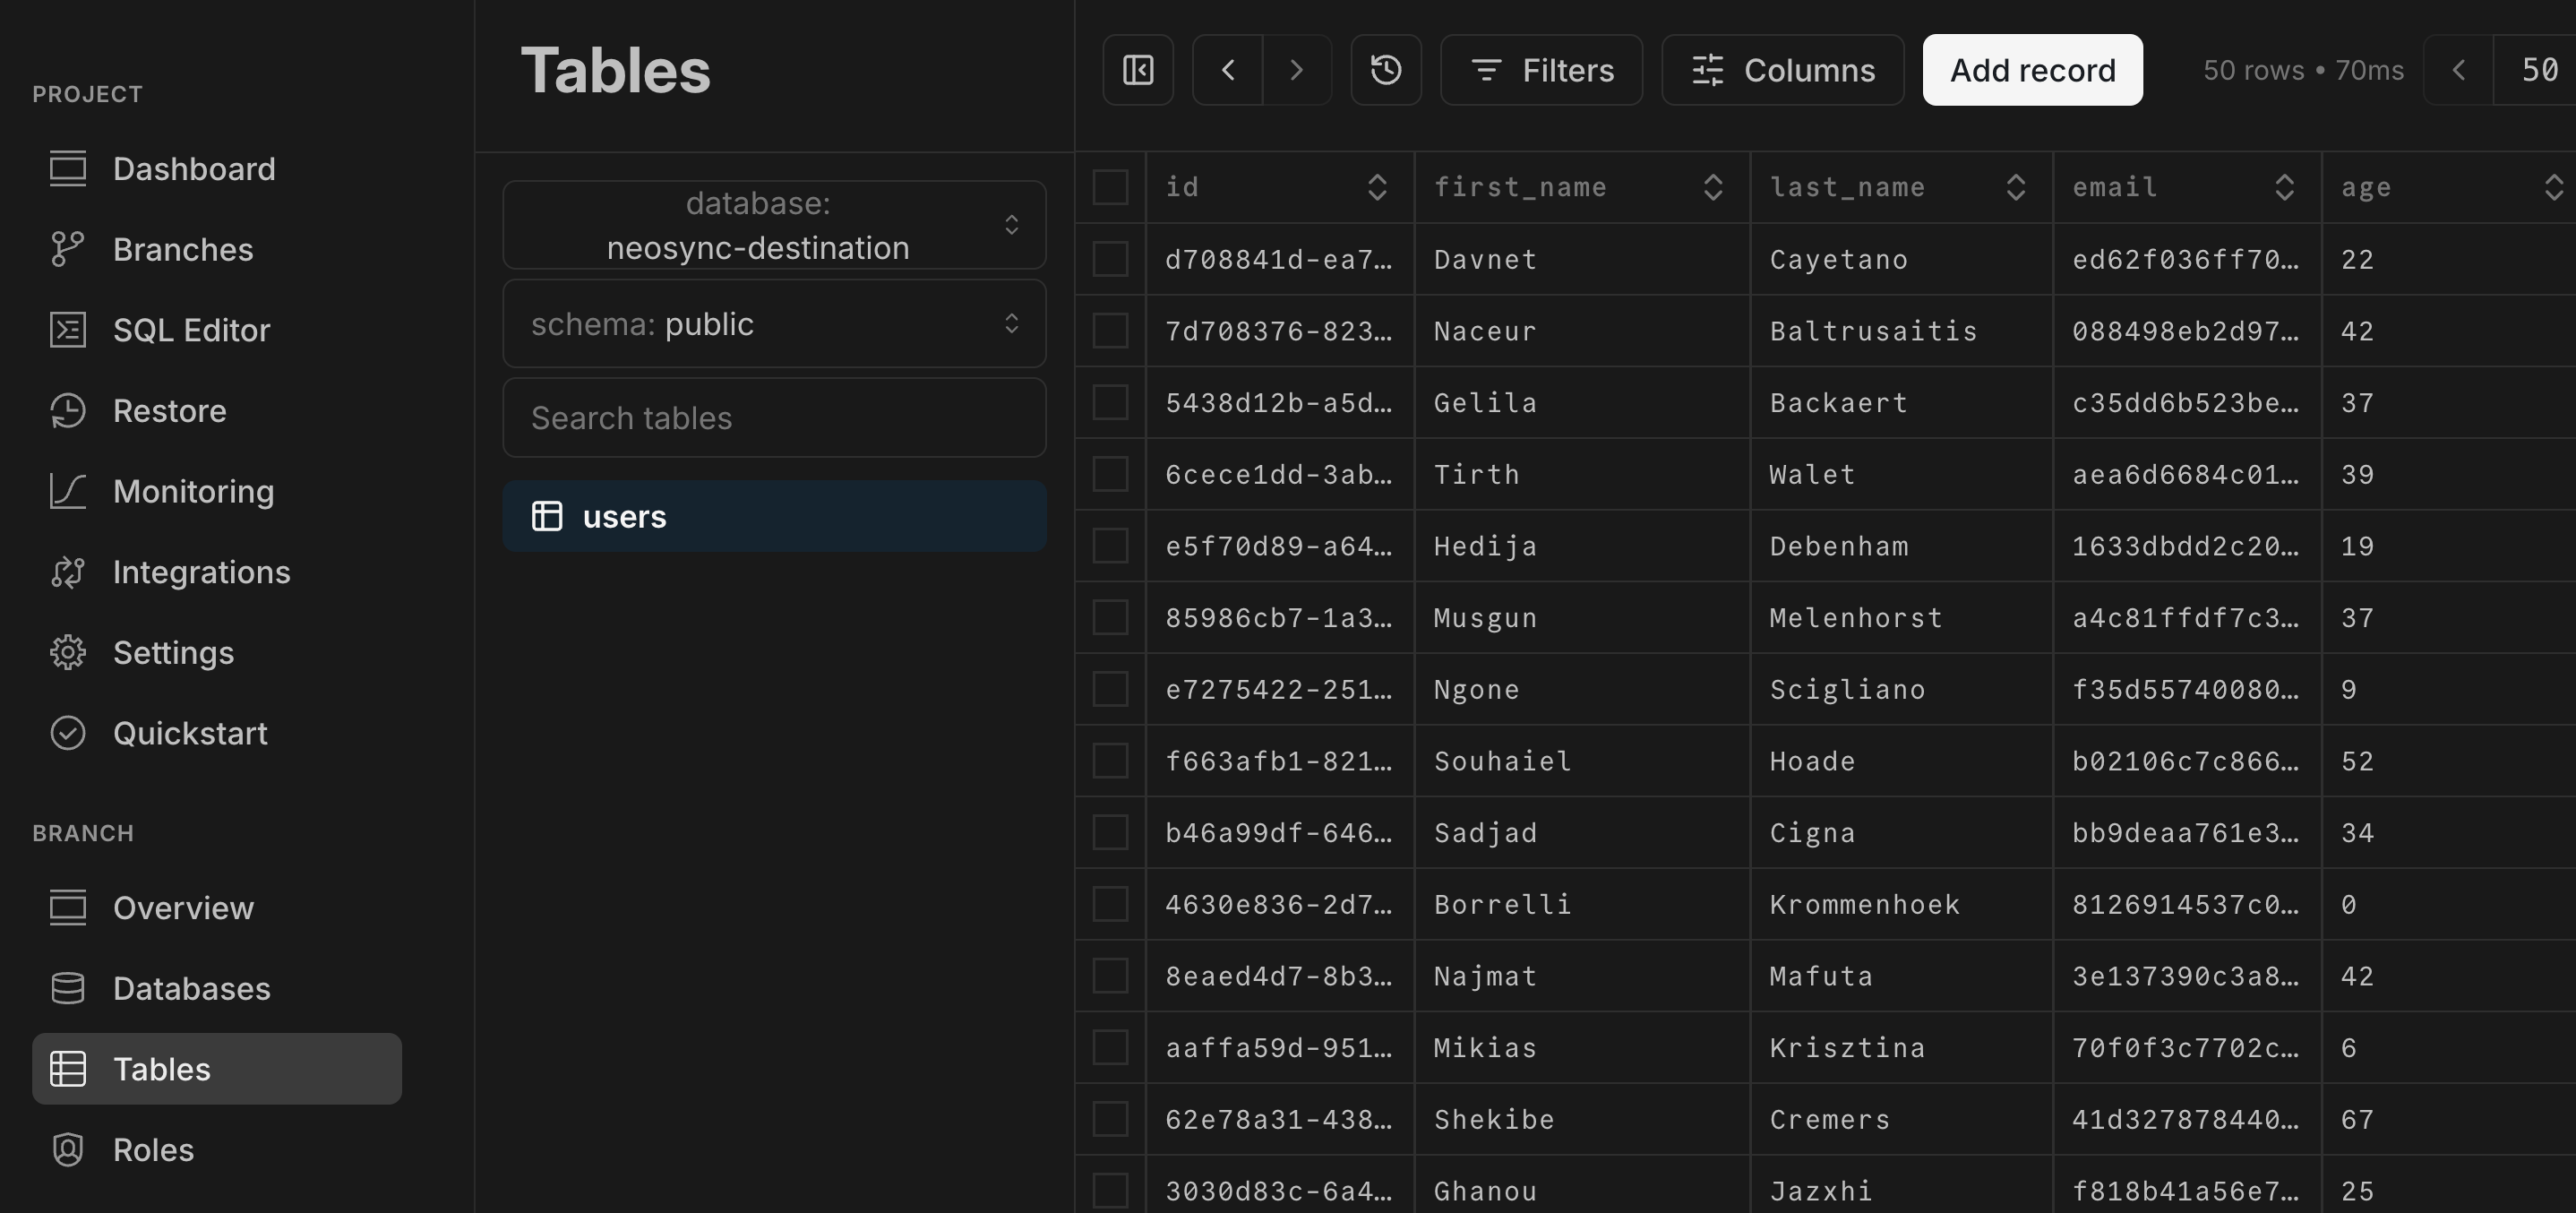 PROJECT
Dashboard
Branches
SQL Editor
Restore
Monitoring
Integrations
Settings
Quickstart
BRANCH
Overview
Databases
Tables
Roles
Tables
database:
neosync-destination
schema: public
Search tables
users
Filters Columns Add record 50 rows • 70ms 50
id first_name last_name email age
d708841d-ea7… Davnet Cayetano ed62f036ff70… 22
7d708376-823… Naceur Baltrusaitis 088498eb2d97… 42
5438d12b-a5d… Gelila Backaert c35dd6b523be… 37
6cece1dd-3ab… Tirth Walet aea6d6684c01… 39
e5f70d89-a64… Hedija Debenham 1633dbdd2c20… 19
85986cb7-1a3… Musgun Melenhorst a4c81ffdf7c3… 37
e7275422-251… Ngone Scigliano f35d55740080… 9
f663afb1-821… Souhaiel Hoade b02106c7c866… 52
b46a99df-646… Sadjad Cigna bb9deaa761e3… 34
4630e836-2d7… Borrelli Krommenhoek 8126914537c0… 0
8eaed4d7-8b3… Najmat Mafuta 3e137390c3a8… 42
aaffa59d-951… Mikias Krisztina 70f0f3c7702c… 6
62e78a31-438… Shekibe Cremers 41d327878440… 67
3030d83c-6a4… Ghanou Jazxhi f818b41a56e7… 25